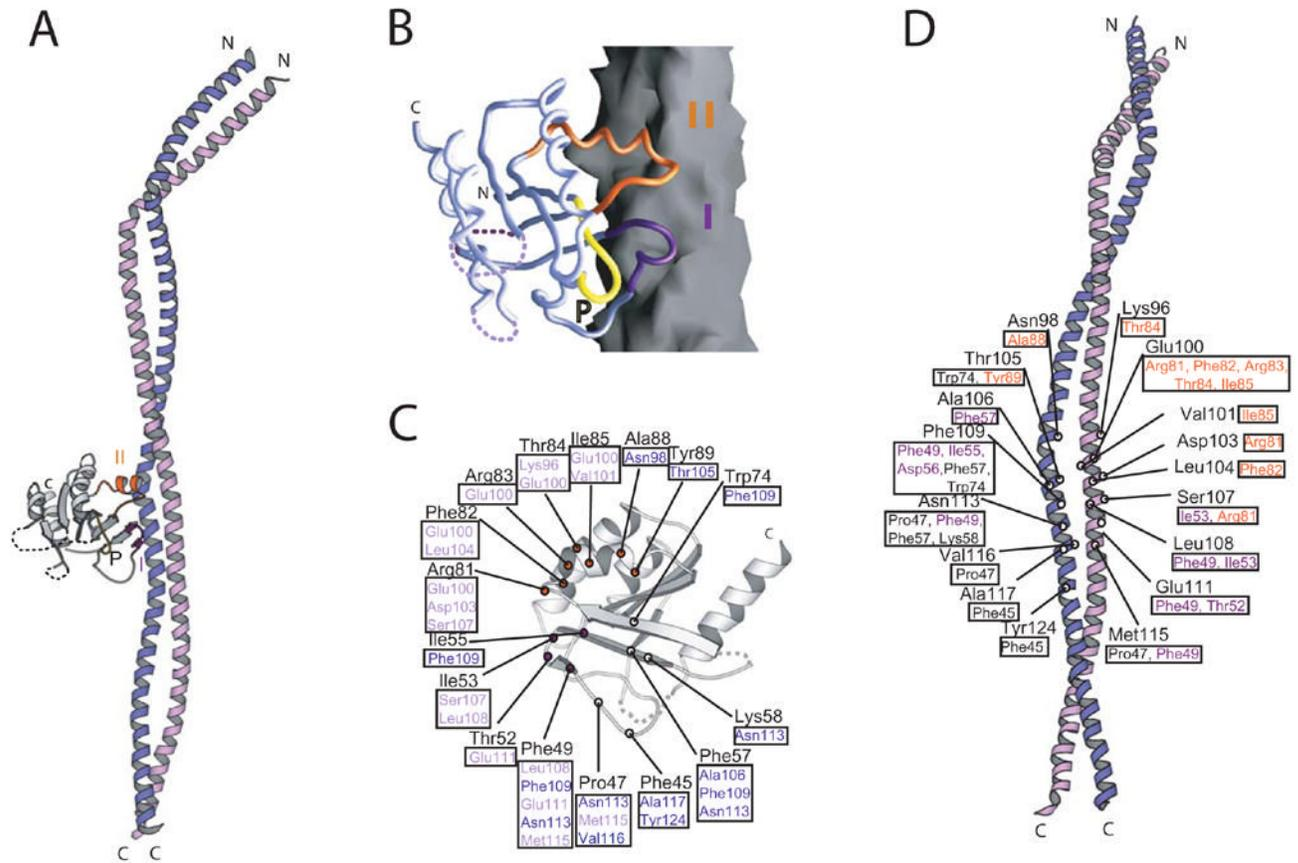 A
N
N
II
C
P
I
C
C
B
C
II
N
I
P
C
Thr84
Lys96
Glu100
Ile85
Glu100
Val101
Ala88
Asn98
Tyr89
Thr105
Trp74
Phe109
Arg83
Glu100
Phe82
Glu100
Leu104
Arg81
Glu100
Asp103
Ser107
Ile55
Phe109
Ile53
Ser107
Leu108
Thr52
Glu111
Phe49
Leu108
Phe109
Glu111
Asn113
Met115
Pro47
Asn113
Met115
Val116
Phe45
Ala117
Tyr124
Phe57
Ala106
Phe109
Asn113
Lys58
Asn113
C
D
N
N
Asn98
Ala88
Thr105
Trp74, Tyr89
Ala106
Phe57
Phe109
Phe49, Ile55,
Asp56,Phe57,
Trp74
Asn113
Pro47, Phe49,
Phe57, Lys58
Val116
Pro47
Ala117
Phe45
Tyr124
Phe45
Lys96
Thr84
Glu100
Arg81, Phe82, Arg83,
Thr84, Ile85
Val101 Ile85
Asp103 Arg81
Leu104 Phe82
Ser107
Ile53, Arg81
Leu108
Phe49, Ile53
Glu111
Phe49, Thr52
Met115
Pro47, Phe49
C
C